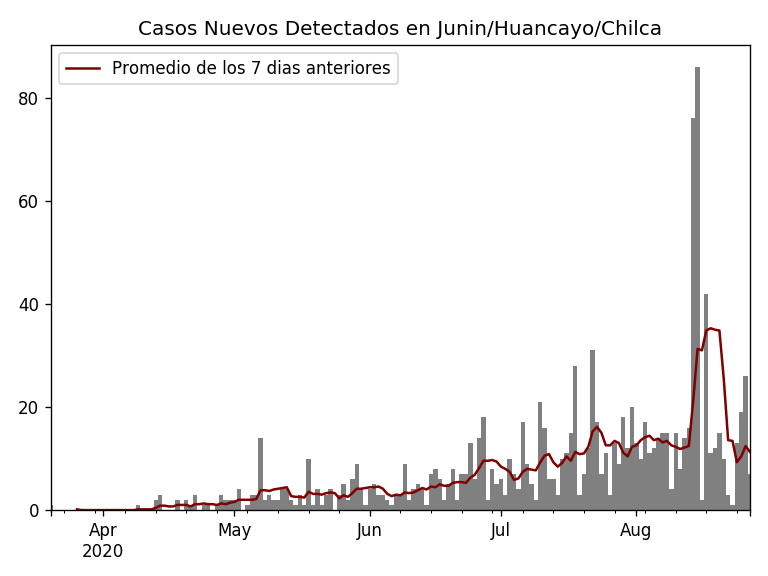 Casos Nuevos Detectados en Junin/Huancayo/Chilca
Promedio de los 7 dias anteriores
80
60
40
20
0
Apr May Jun Jul Aug
2020